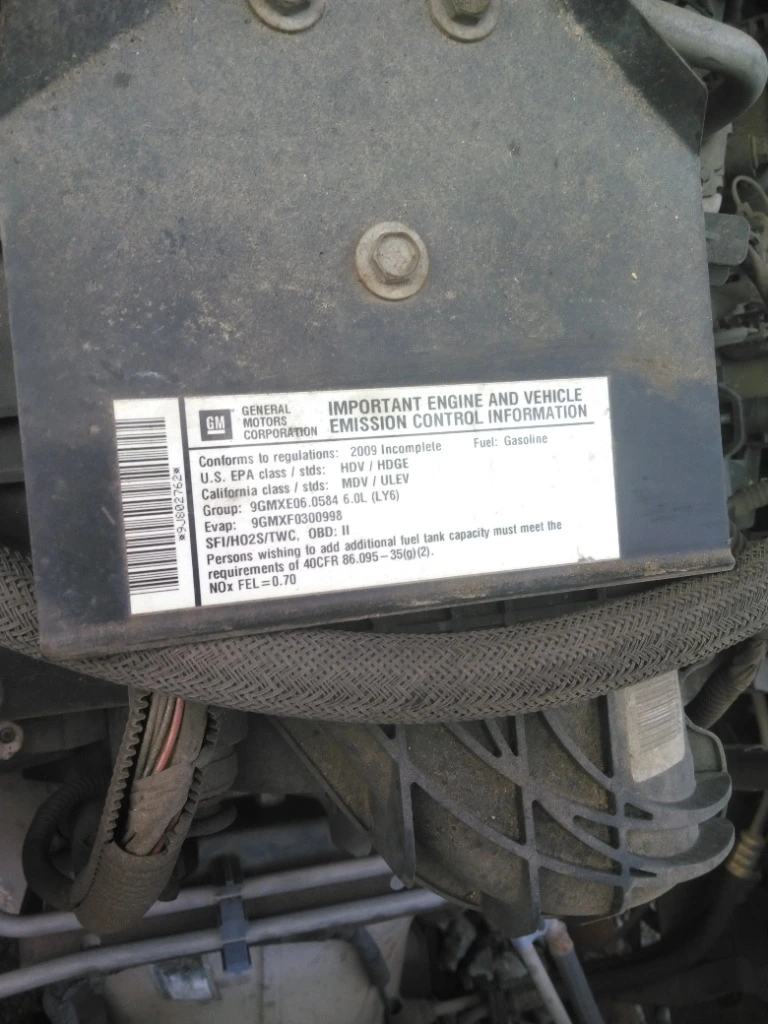 *9J802762*
GM
GENERAL
MOTORS
CORPORATION
IMPORTANT ENGINE AND VEHICLE
EMISSION CONTROL INFORMATION
Conforms to regulations: 2009 Incomplete Fuel: Gasoline
U.S. EPA class / stds: HDV / HDGE
California class / stds: MDV / ULEV
Group: 9GMXE06.0584 6.0L (LY6)
Evap: 9GMXF0300998
SFI/HO2S/TWC, OBD: II
Persons wishing to add additional fuel tank capacity must meet the
requirements of 40CFR 86.095-35(g)(2).
NOx FEL=0.70